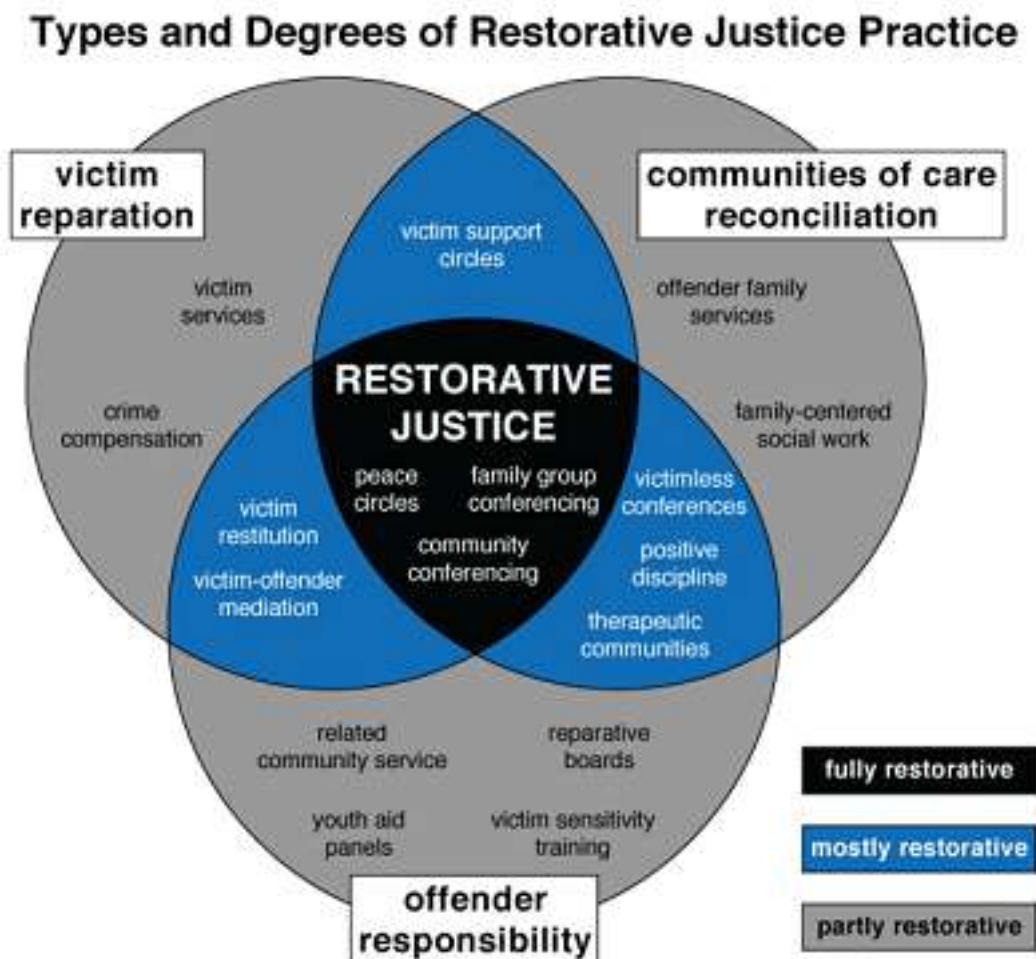 Types and Degrees of Restorative Justice Practice
victim
reparation
communities of care
reconciliation
victim support
circles
victim
services
offender family
services
crime
compensation
family-centered
social work
RESTORATIVE
JUSTICE
peace
circles
family group
conferencing
community
conferencing
victimless
conferences
positive
discipline
therapeutic
communities
victim
restitution
victim-offender
mediation
related
community service
reparative
boards
youth aid
panels
victim sensitivity
training
offender
responsibility
fully restorative
mostly restorative
partly restorative